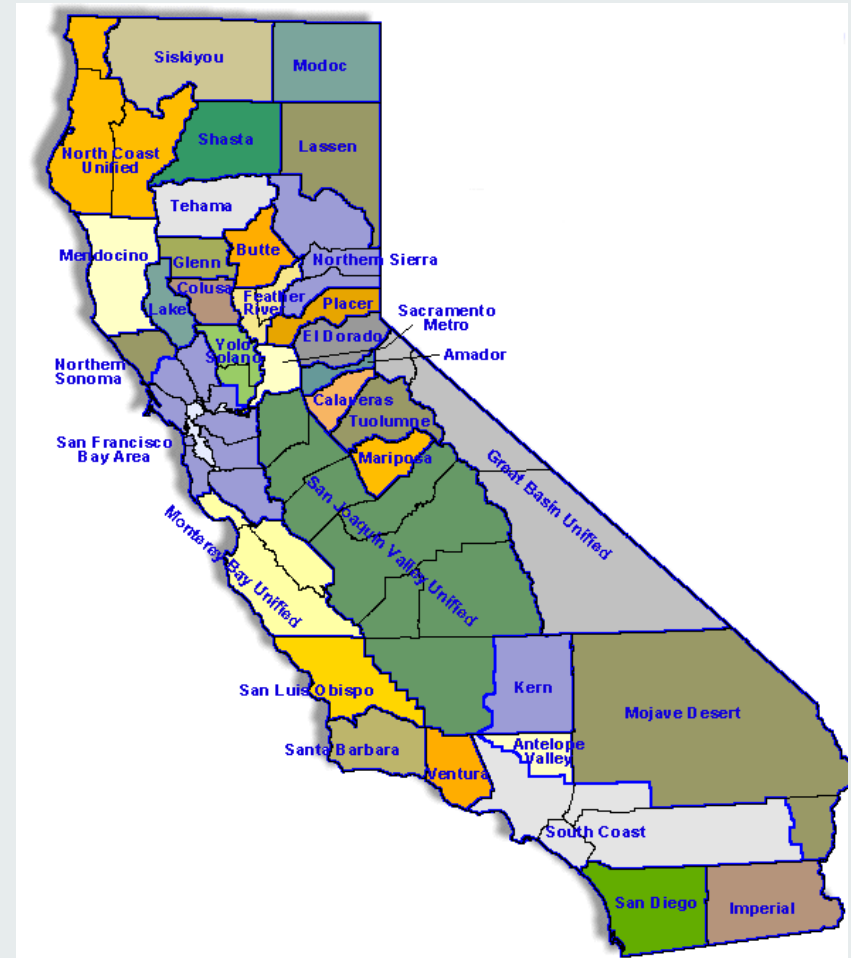 Siskiyou
Modoc
Shasta
Lassen
North Coast
Unified
Tehama
Mendocino
Butte
Glenn
Northern Sierra
Colusa
Feather
River
Lake
Placer
Sacramento
Metro
El Dorado
Yolo
Solano
Amador
Northern
Sonoma
Calaveras
Tuolumne
San Francisco
Bay Area
Mariposa
Great Basin Unified
San Joaquin Valley Unified
Monterey Bay Unified
San Luis Obispo
Kern
Mojave Desert
Santa Barbara
Antelope
Valley
Ventura
South Coast
San Diego
Imperial